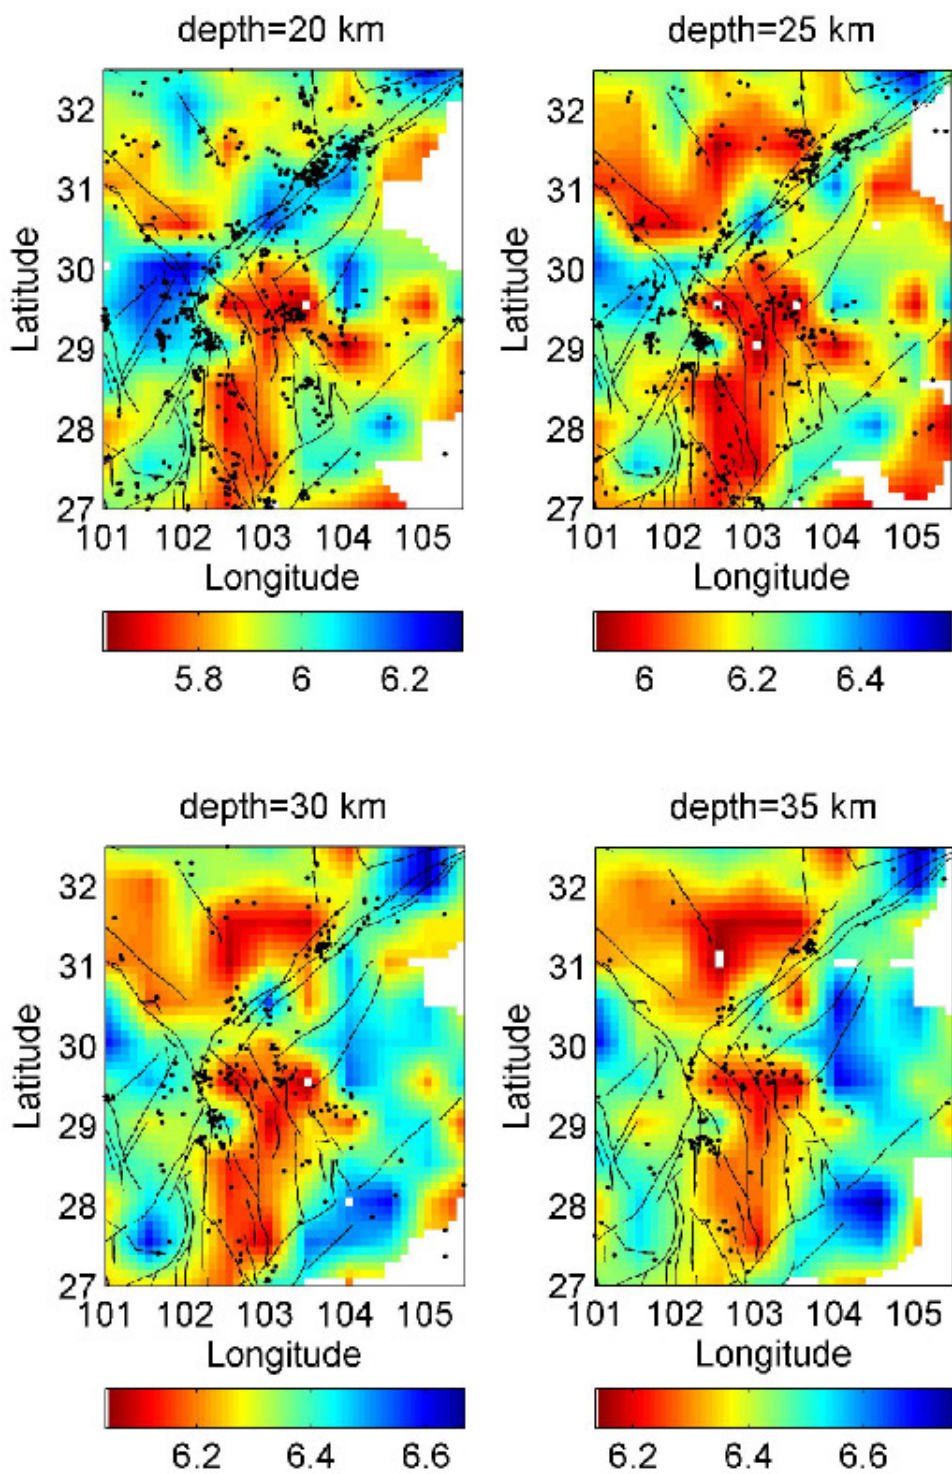 depth=20 km
depth=25 km
32
31
30
29
28
27
Latitude
101 102 103 104 105
Longitude
32
31
30
29
28
27
Latitude
101 102 103 104 105
Longitude
5.8 6 6.2
6 6.2 6.4
depth=30 km
depth=35 km
32
31
30
29
28
27
Latitude
101 102 103 104 105
Longitude
32
31
30
29
28
27
Latitude
101 102 103 104 105
Longitude
6.2 6.4 6.6
6.2 6.4 6.6